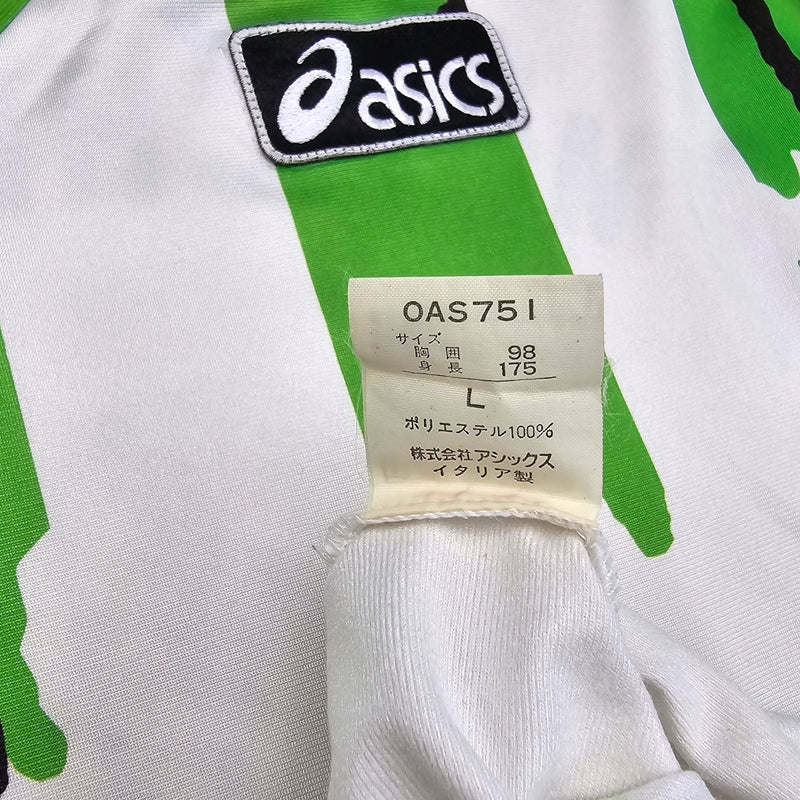 asics
OAS751
サイズ
胸囲 98
身長 175
L
ポリエステル100%
株式会社アシックス
イタリア製